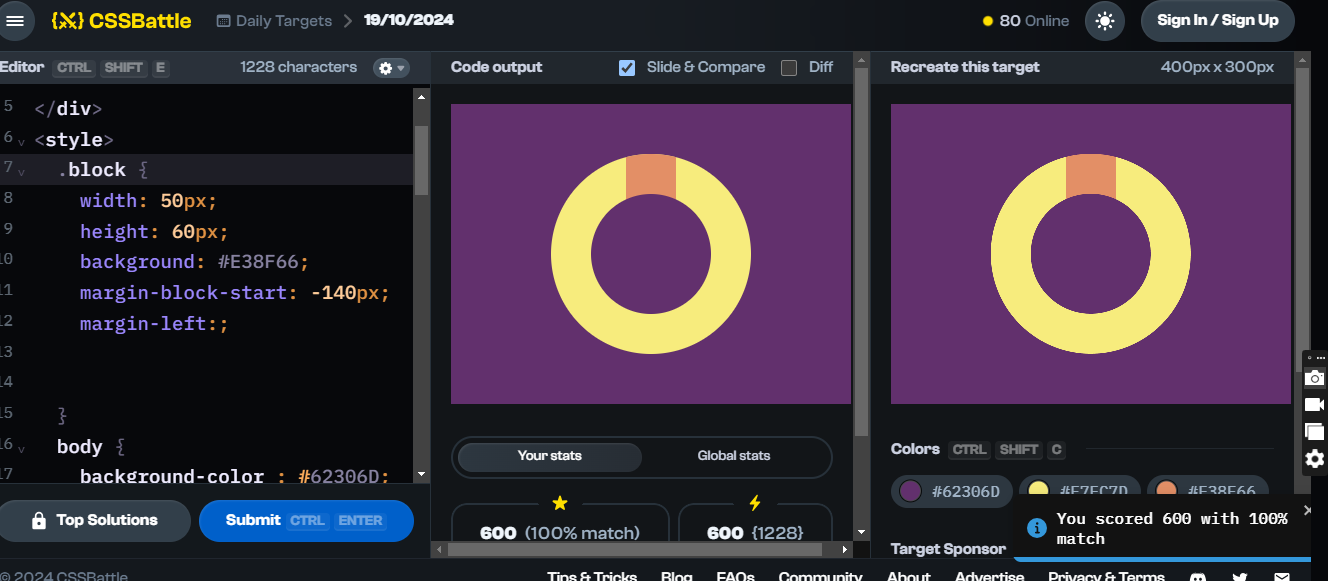 CSSBattle
Daily Targets
19/10/2024
80 Online
Sign In / Sign Up
Editor CTRL SHIFT E
1228 characters
5 </div>
6 <style>
7 .block {
8 width: 50px;
9 height: 60px;
10 background: #E38F66;
11 margin-block-start: -140px;
12 margin-left:;
13
14
15 }
16 body {
17 background-color : #62306D;
Top Solutions
Submit CTRL ENTER
Code output
Slide & Compare
Diff
Your stats
Global stats
600 (100% match)
600 {1228}
Recreate this target
400px x 300px
Colors CTRL SHIFT C
#62306D
#F7EC7D
#E38F66
Target Sponsor
You scored 600 with 100%
match
© 2024 CSSBattle
Tips & Tricks
Blog
FAQs
Community
About
Advertise
Privacy & Terms